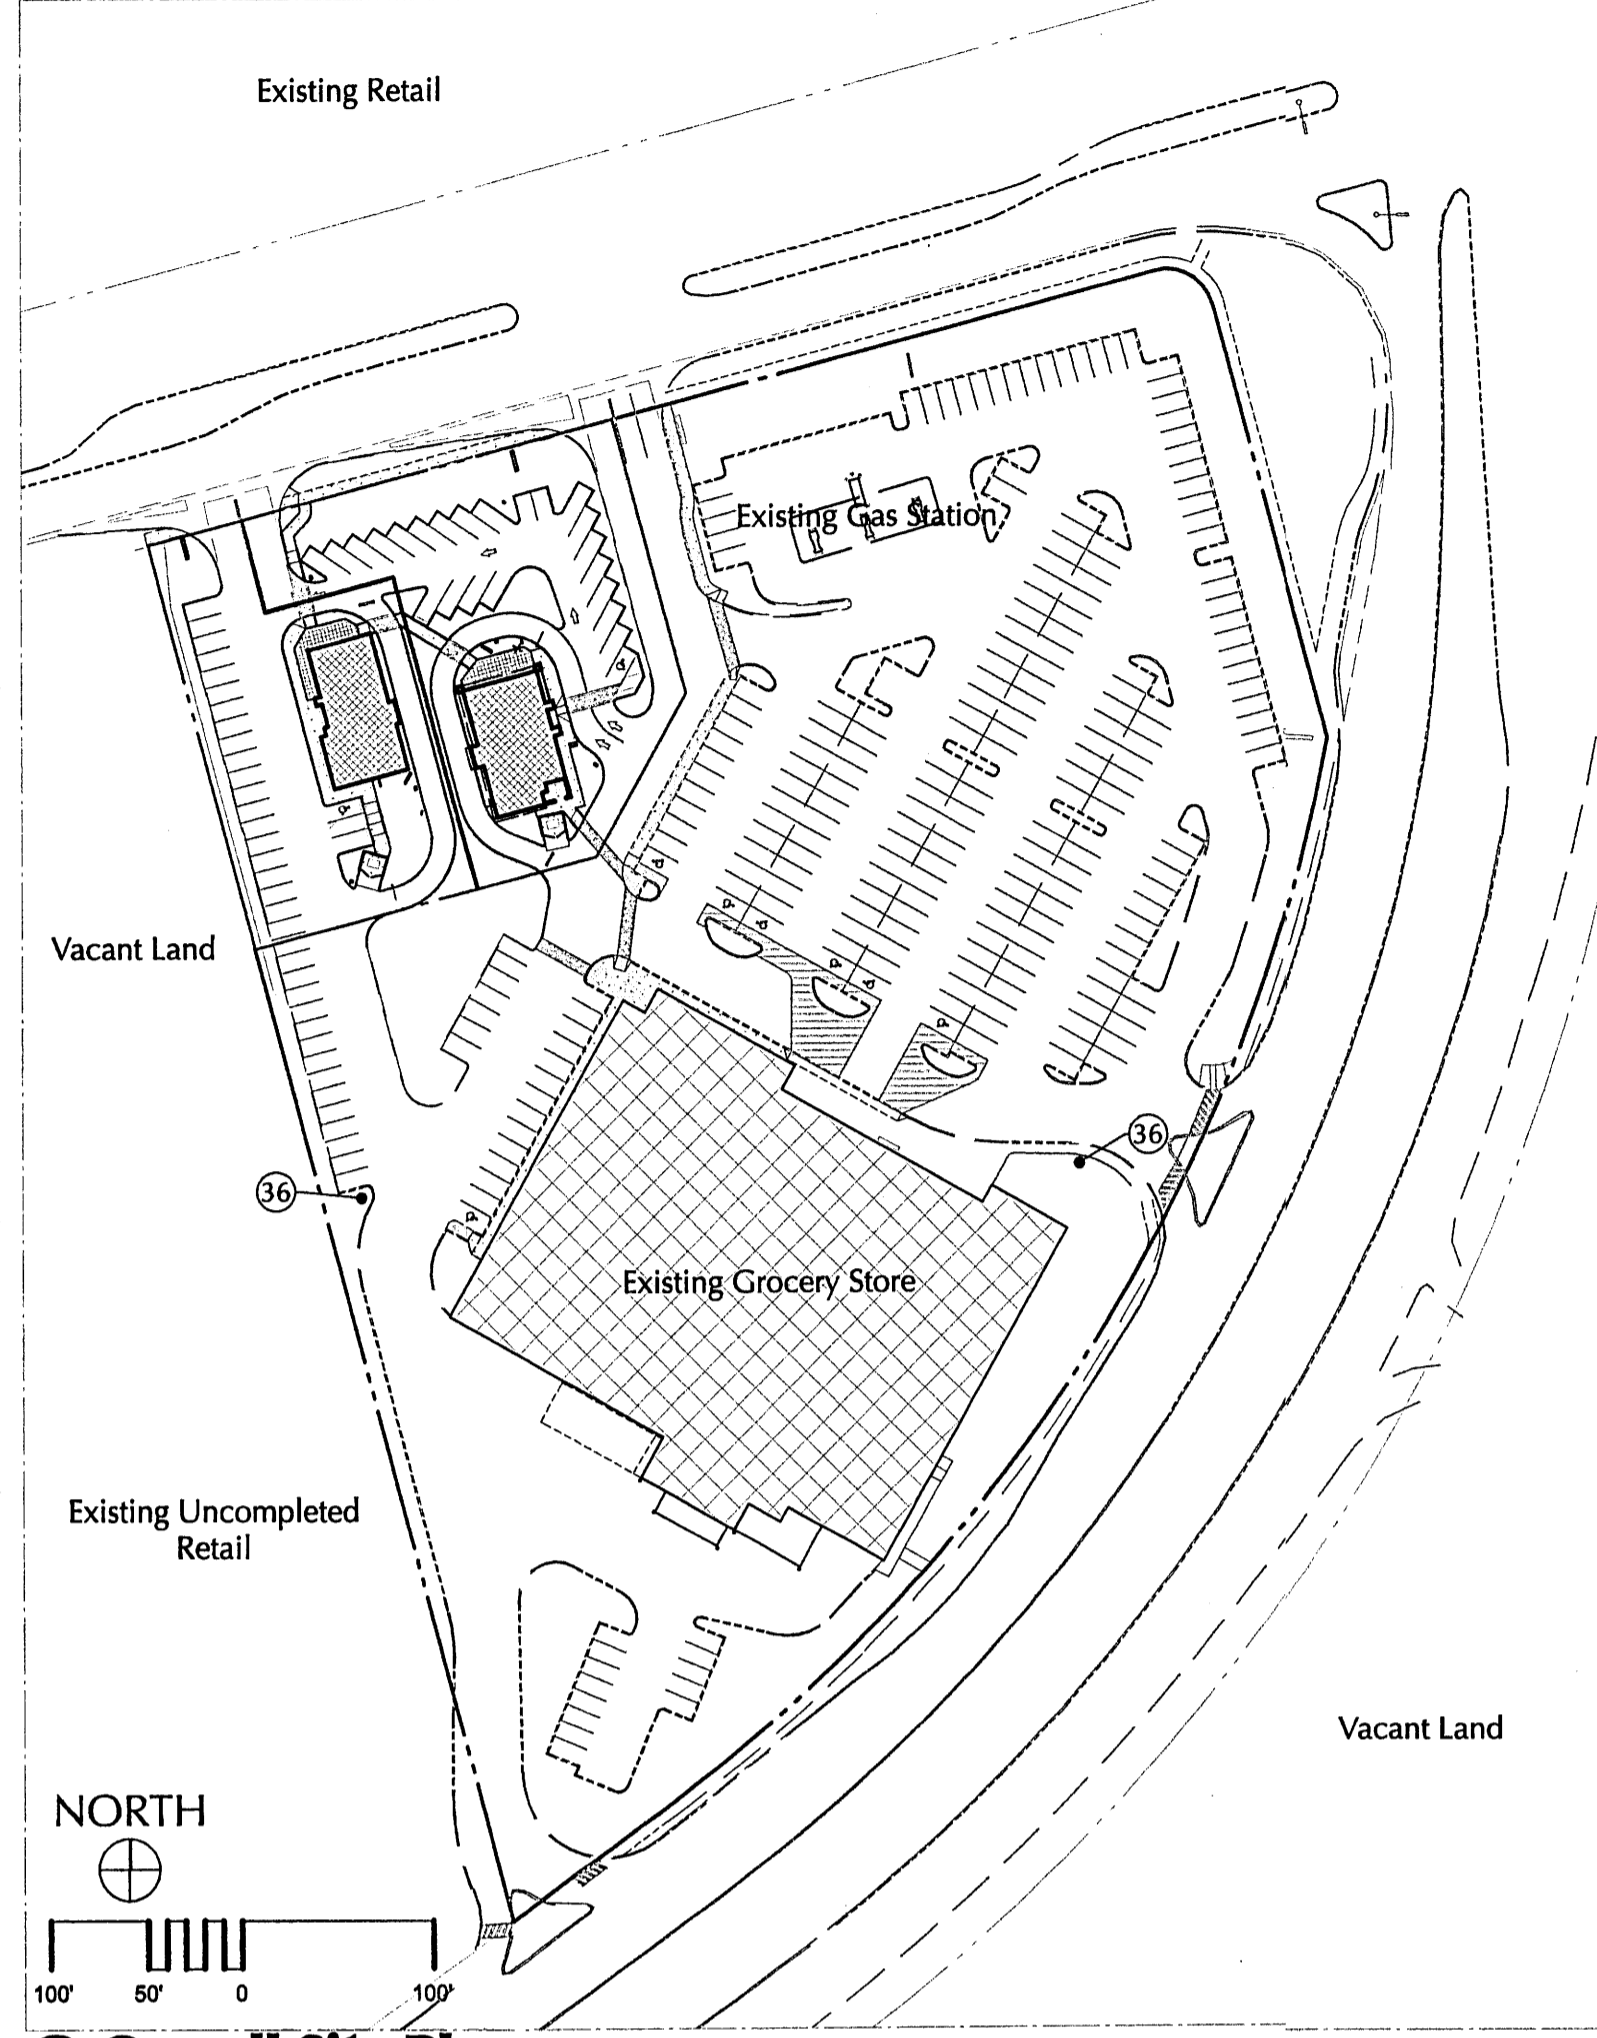 Existing Retail
Existing Gas Station
Vacant Land
36
36
Existing Grocery Store
Existing Uncompleted
Retail
Vacant Land
NORTH
100' 50' 0 100'